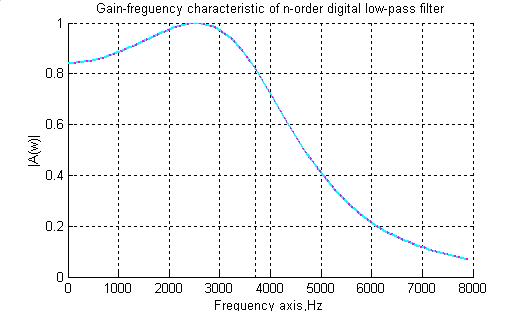 Gain-freguency characteristic of n-order digital low-pass filter
1
0.8
0.6
0.4
0.2
0
|A(w)|
0 1000 2000 3000 4000 5000 6000 7000 8000
Frequency axis,Hz